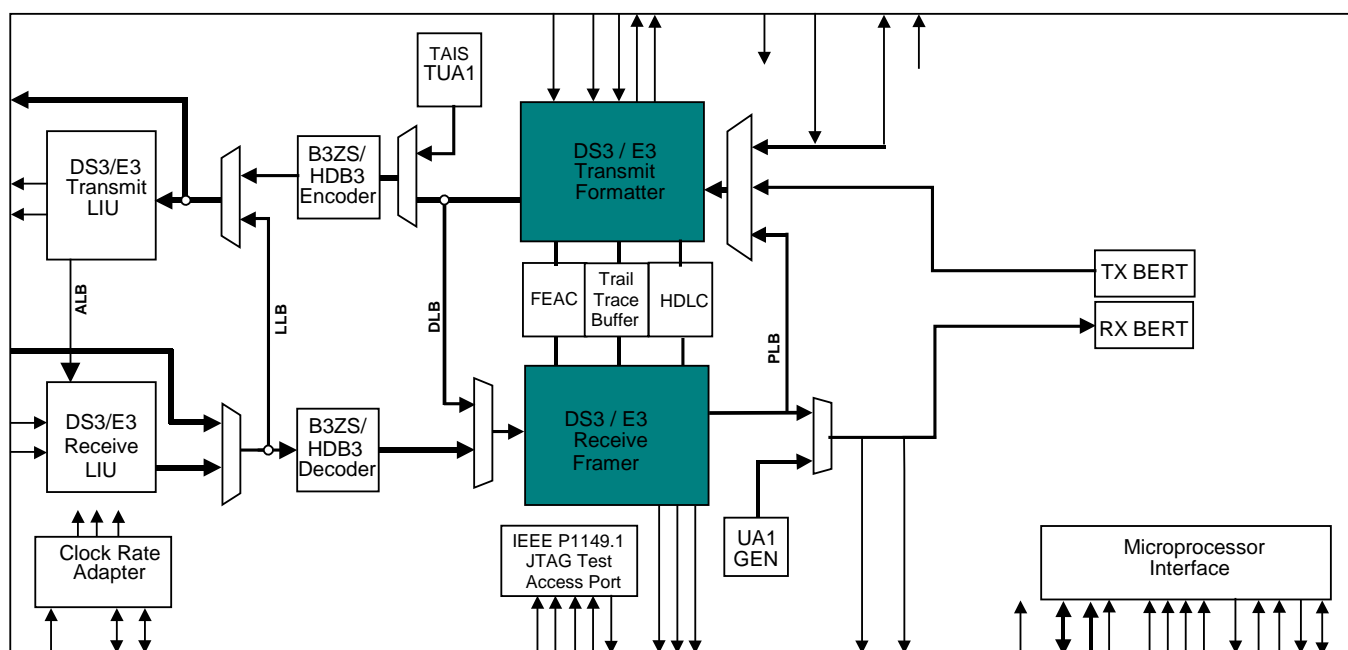 TAIS
TUA1
DS3/E3
Transmit
LIU
B3ZS/
HDB3
Encoder
DS3 / E3
Transmit
Formatter
FEAC
Trail
Trace
Buffer
HDLC
TX BERT
RX BERT
ALB
LLB
DLB
PLB
DS3/E3
Receive
LIU
B3ZS/
HDB3
Decoder
DS3 / E3
Receive
Framer
Clock Rate
Adapter
IEEE P1149.1
JTAG Test
Access Port
UA1
GEN
Microprocessor
Interface